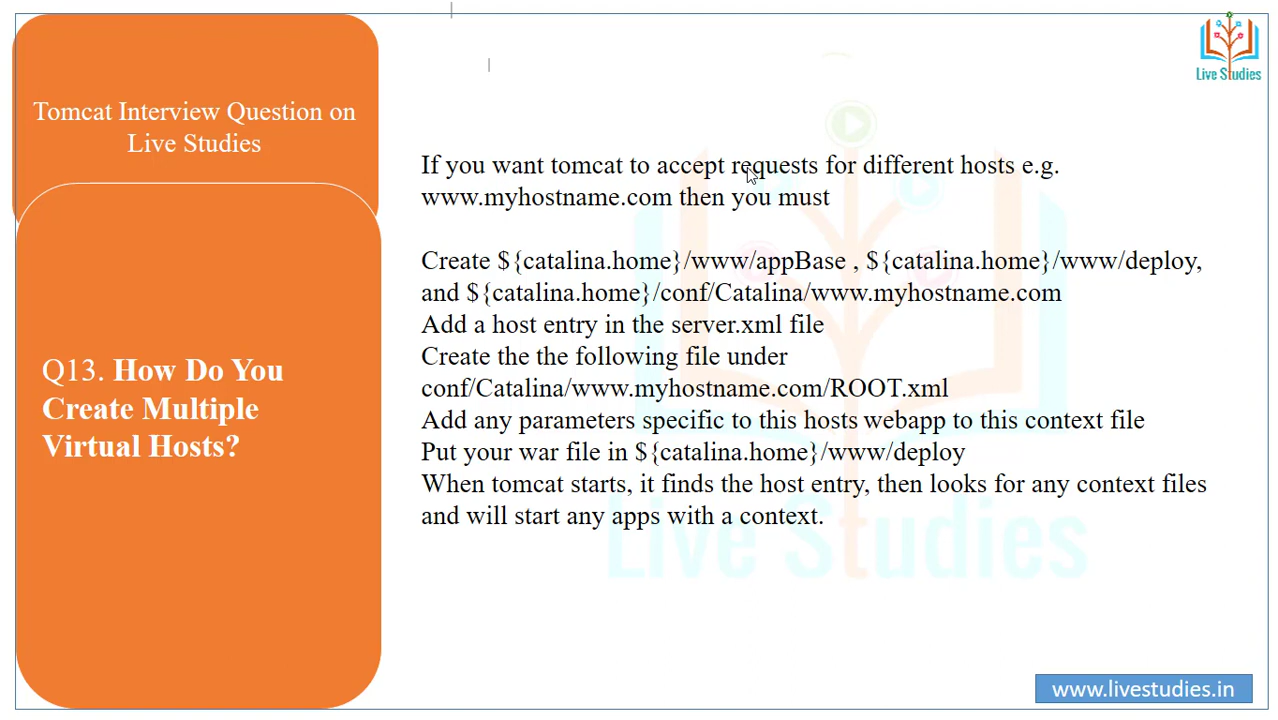 Tomcat Interview Question on
Live Studies
Q13. How Do You
Create Multiple
Virtual Hosts?
Live Studies
If you want tomcat to accept requests for different hosts e.g.
www.myhostname.com then you must
Create ${catalina.home}/www/appBase , ${catalina.home}/www/deploy,
and ${catalina.home}/conf/Catalina/www.myhostname.com
Add a host entry in the server.xml file
Create the the following file under
conf/Catalina/www.myhostname.com/ROOT.xml
Add any parameters specific to this hosts webapp to this context file
Put your war file in ${catalina.home}/www/deploy
When tomcat starts, it finds the host entry, then looks for any context files
and will start any apps with a context.
Live Studies
www.livestudies.in